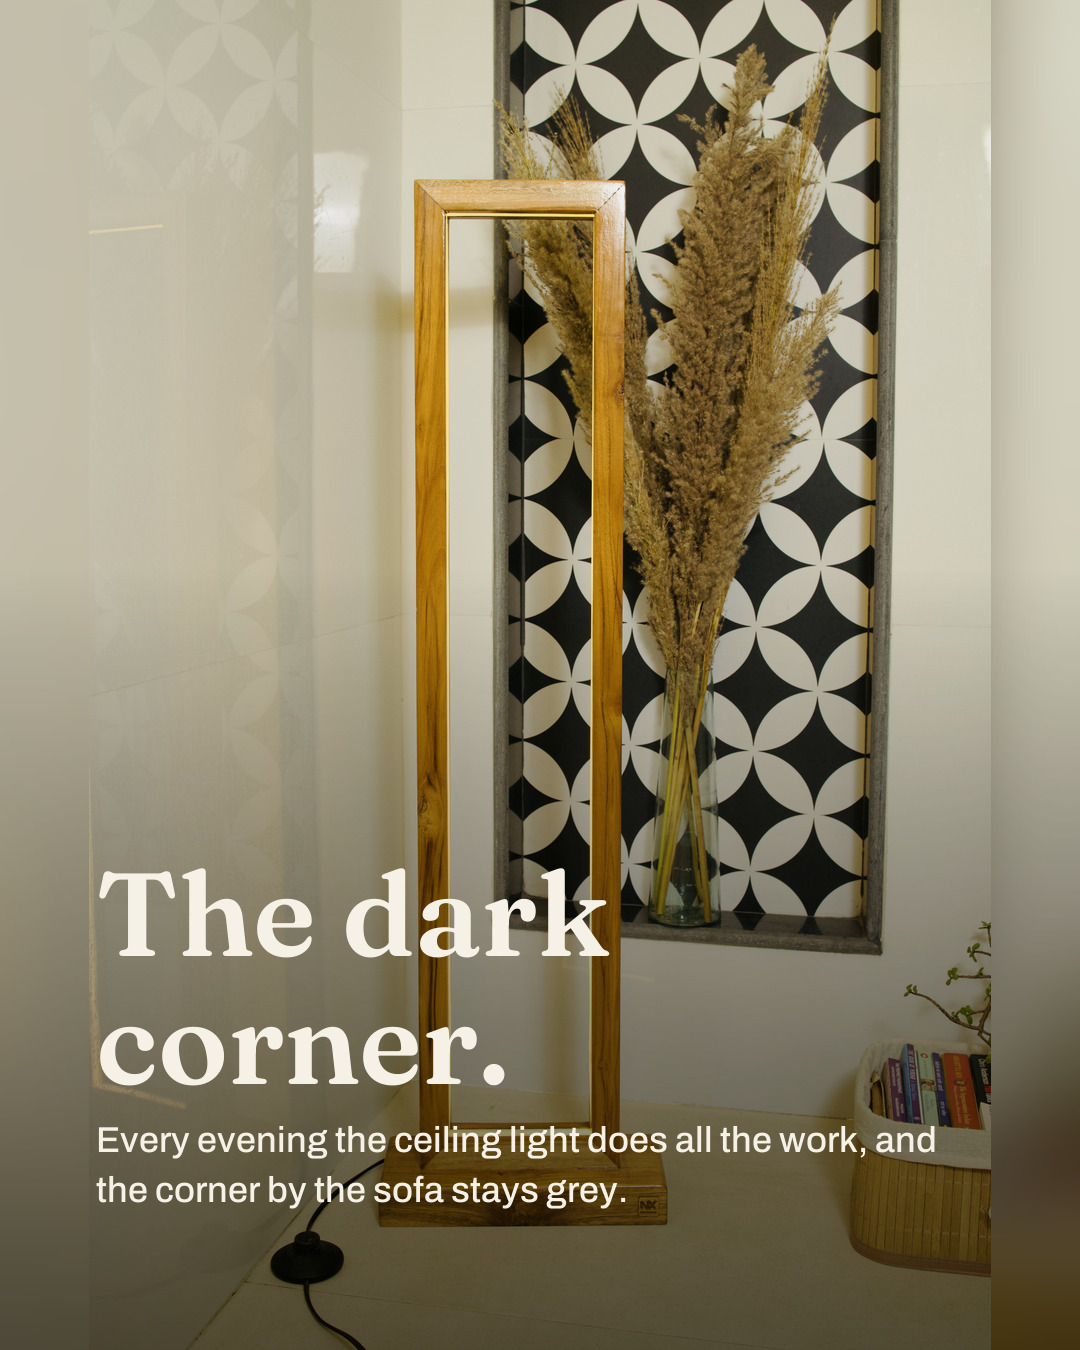 The dark
corner.
Every evening the ceiling light does all the work, and
the corner by the sofa stays grey.
NX